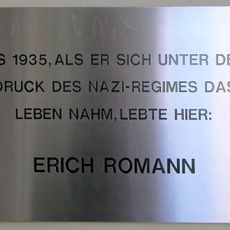 S 1935, ALS ER SICH UNTER DE
DRUCK DES NAZI-REGIMES DAS
LEBEN NAHM, LEBTE HIER:
ERICH ROMANN